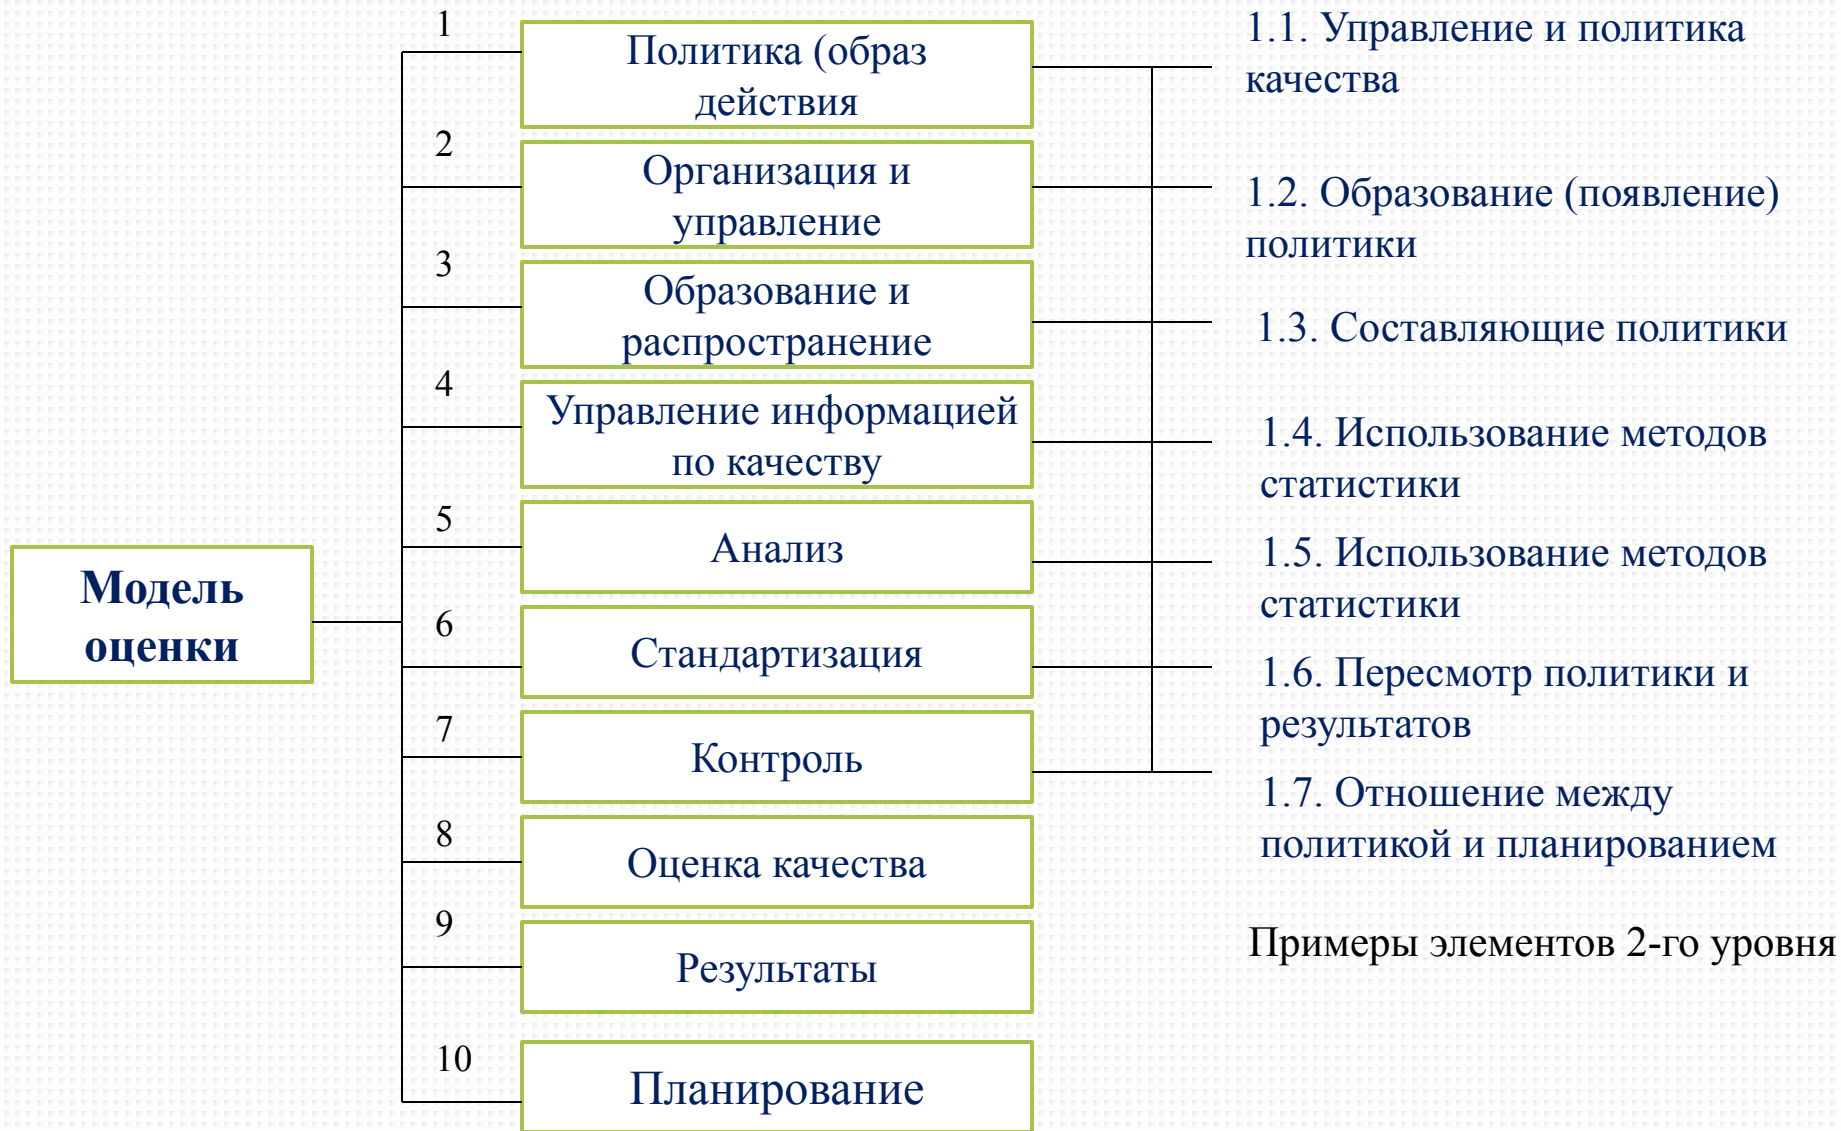 Модель
оценки
1
Политика (образ
действия
2
Организация и
управление
3
Образование и
распространение
4
Управление информацией
по качеству
5
Анализ
6
Стандартизация
7
Контроль
8
Оценка качества
9
Результаты
10
Планирование
1.1. Управление и политика
качества
1.2. Образование (появление)
политики
1.3. Составляющие политики
1.4. Использование методов
статистики
1.5. Использование методов
статистики
1.6. Пересмотр политики и
результатов
1.7. Отношение между
политикой и планированием
Примеры элементов 2-го уровня